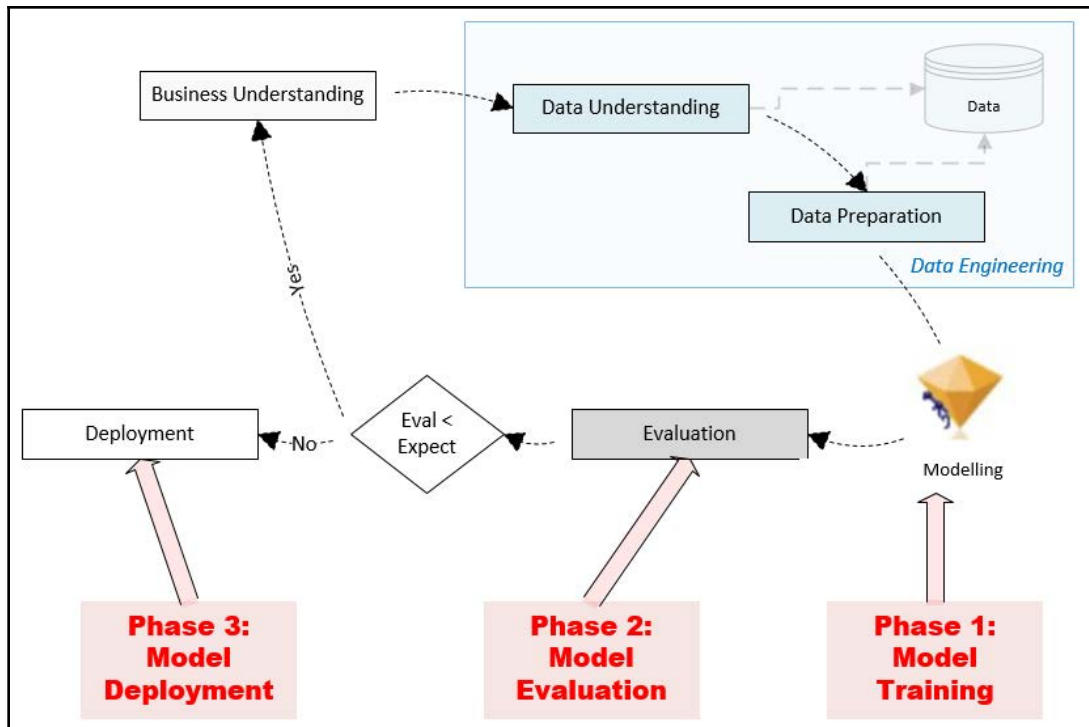 Business Understanding
Data Understanding
Data
Data Preparation
Data Engineering
Yes
Deployment
No
Eval <
Expect
Evaluation
Modelling
Phase 3:
Model
Deployment
Phase 2:
Model
Evaluation
Phase 1:
Model
Training